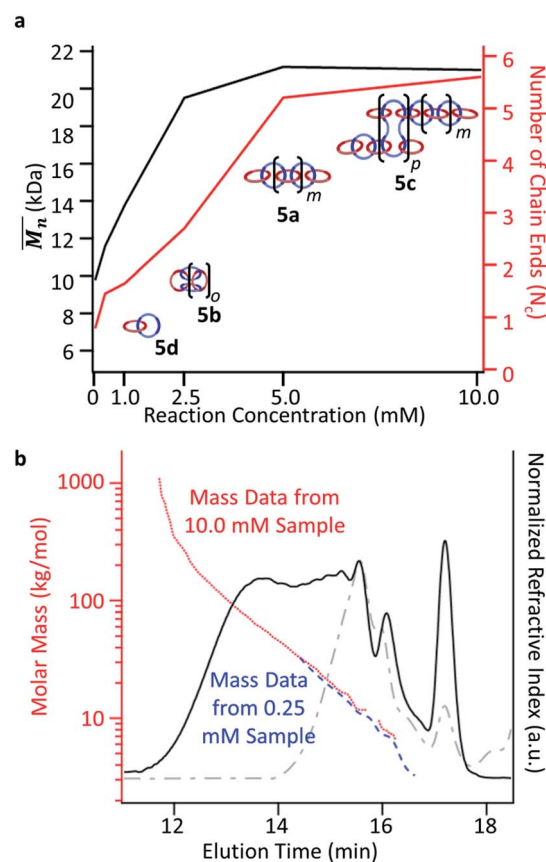 a
22
20
18
16
14
12
10
8
6
M̅n̅ (kDa)
6
5
4
3
2
1
0
Number of Chain Ends (Nc)
5c
p
m
5a
m
5b
o
5d
0 1.0 2.5 5.0 10.0
Reaction Concentration (mM)
b
1000
100
10
Molar Mass (kg/mol)
Mass Data from
10.0 mM Sample
Mass Data
from 0.25
mM Sample
Normalized Refractive Index (a.u.)
12 14 16 18
Elution Time (min)